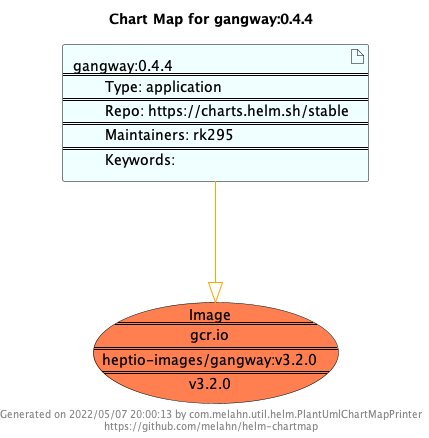 Chart Map for gangway:0.4.4
gangway:0.4.4
Type: application
Repo: https://charts.helm.sh/stable
Maintainers: rk295
Keywords:
Image
gcr.io
heptio-images/gangway:v3.2.0
v3.2.0
Generated on 2022/05/07 20:00:13 by com.melahn.util.helm.PlantUmlChartMapPrinter
https://github.com/melahn/helm-chartmap